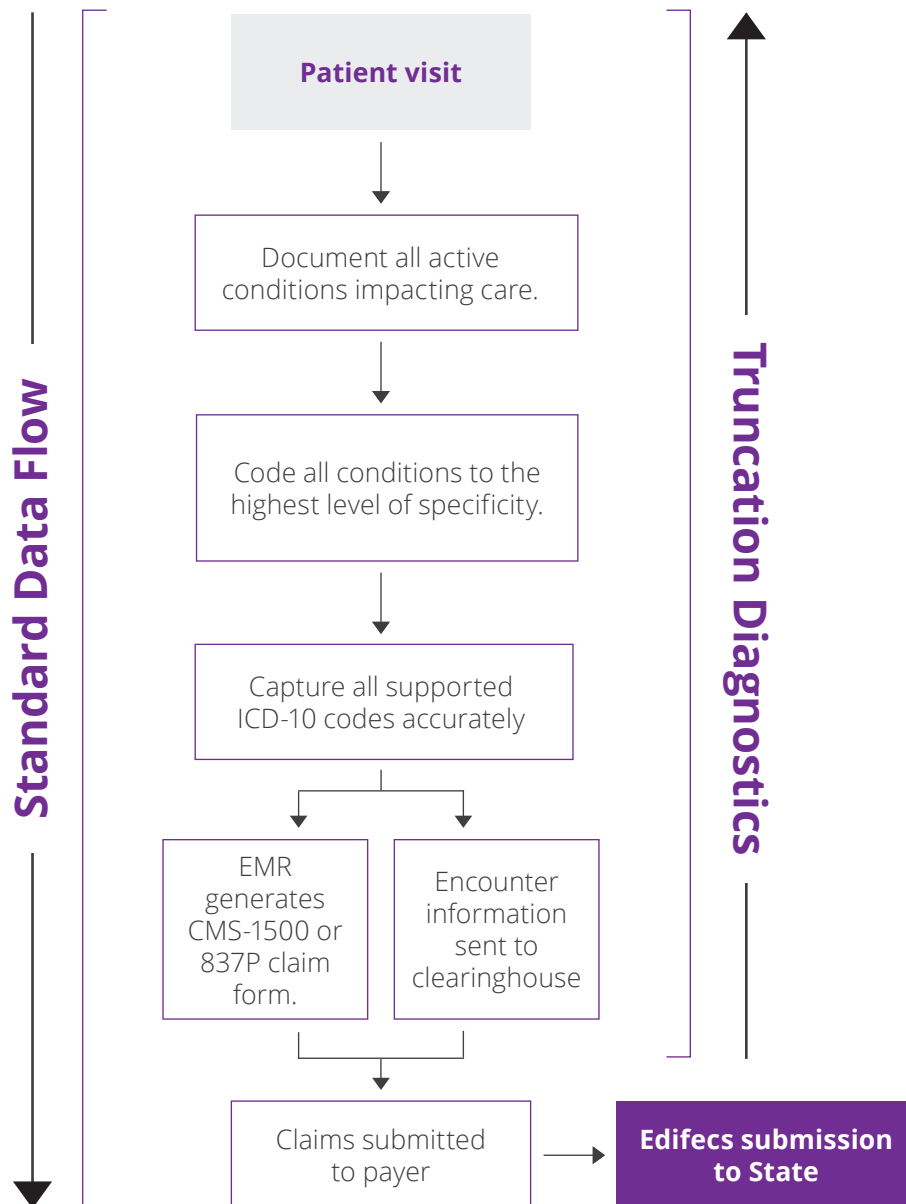 Patient visit
Document all active
conditions impacting care.
Code all conditions to the
highest level of specificity.
Capture all supported
ICD-10 codes accurately
EMR
generates
CMS-1500 or
837P claim
form.
Encounter
information
sent to
clearinghouse
Claims submitted
to payer
Edifecs submission
to State
Standard Data Flow
Truncation Diagnostics